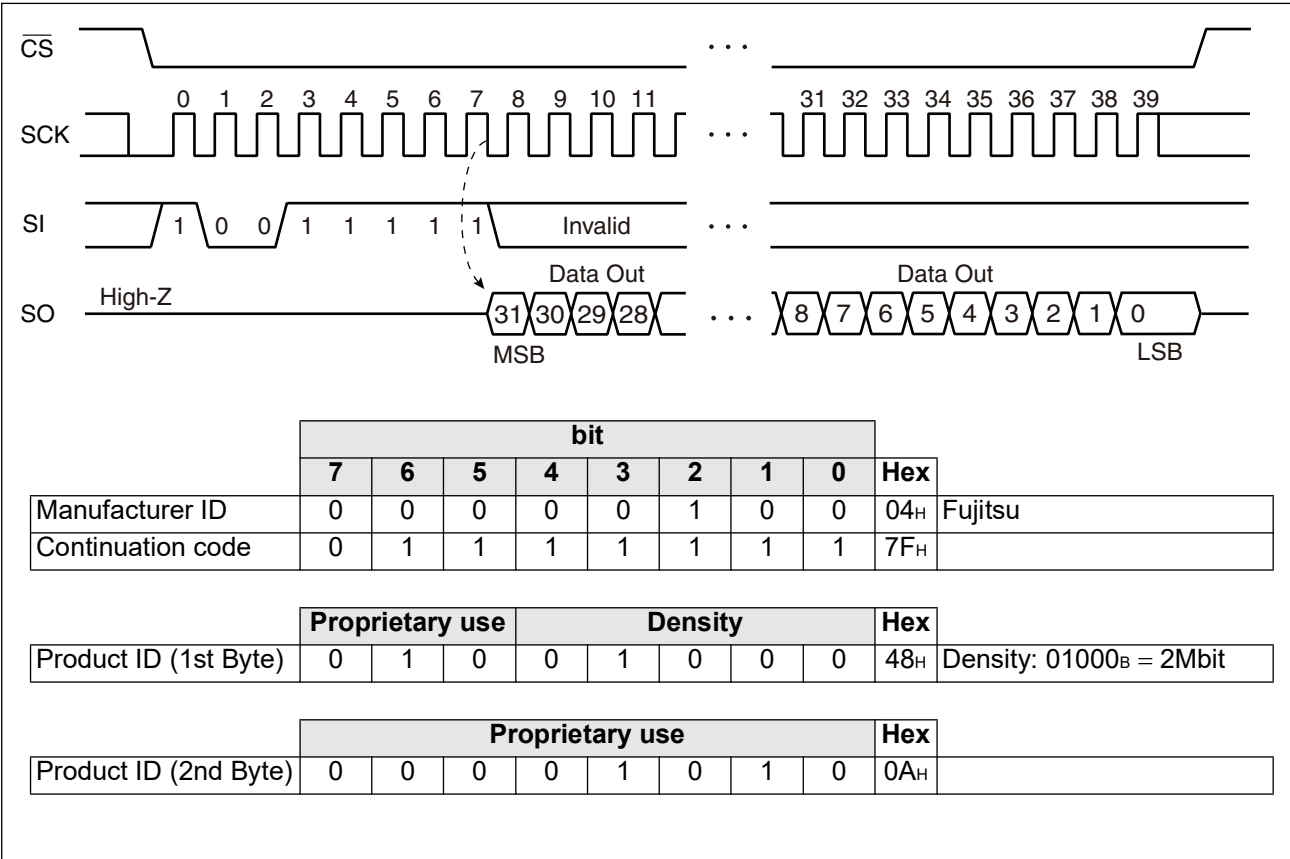 CS
0 1 2 3 4 5 6 7 8 9 10 11 31 32 33 34 35 36 37 38 39
SCK
SI 1 0 0 1 1 1 1 1 Invalid
Data Out Data Out
High-Z
SO 31 30 29 28 8 7 6 5 4 3 2 1 0
MSB LSB
bit
7 6 5 4 3 2 1 0 Hex
Manufacturer ID 0 0 0 0 0 1 0 0 04H Fujitsu
Continuation code 0 1 1 1 1 1 1 1 7FH
Proprietary use Density Hex
Product ID (1st Byte) 0 1 0 0 1 0 0 0 48H Density: 01000B = 2Mbit
Proprietary use Hex
Product ID (2nd Byte) 0 0 0 0 1 0 1 0 0AH